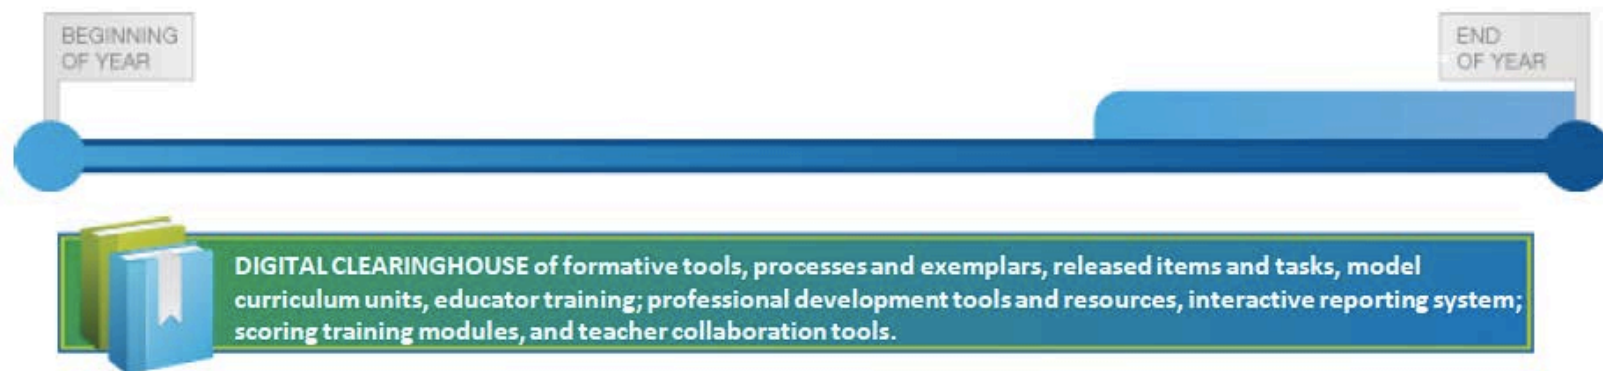 BEGINNING
OF YEAR
END
OF YEAR
DIGITAL CLEARINGHOUSE of formative tools, processes and exemplars, released items and tasks, model
curriculum units, educator training; professional development tools and resources, interactive reporting system;
scoring training modules, and teacher collaboration tools.